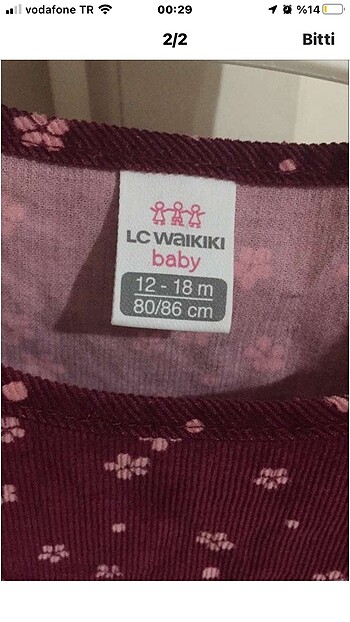 vodafone TR 00:29 %14
2/2 Bitti
LC WAIKIKI
baby
12 - 18 m
80/86 cm